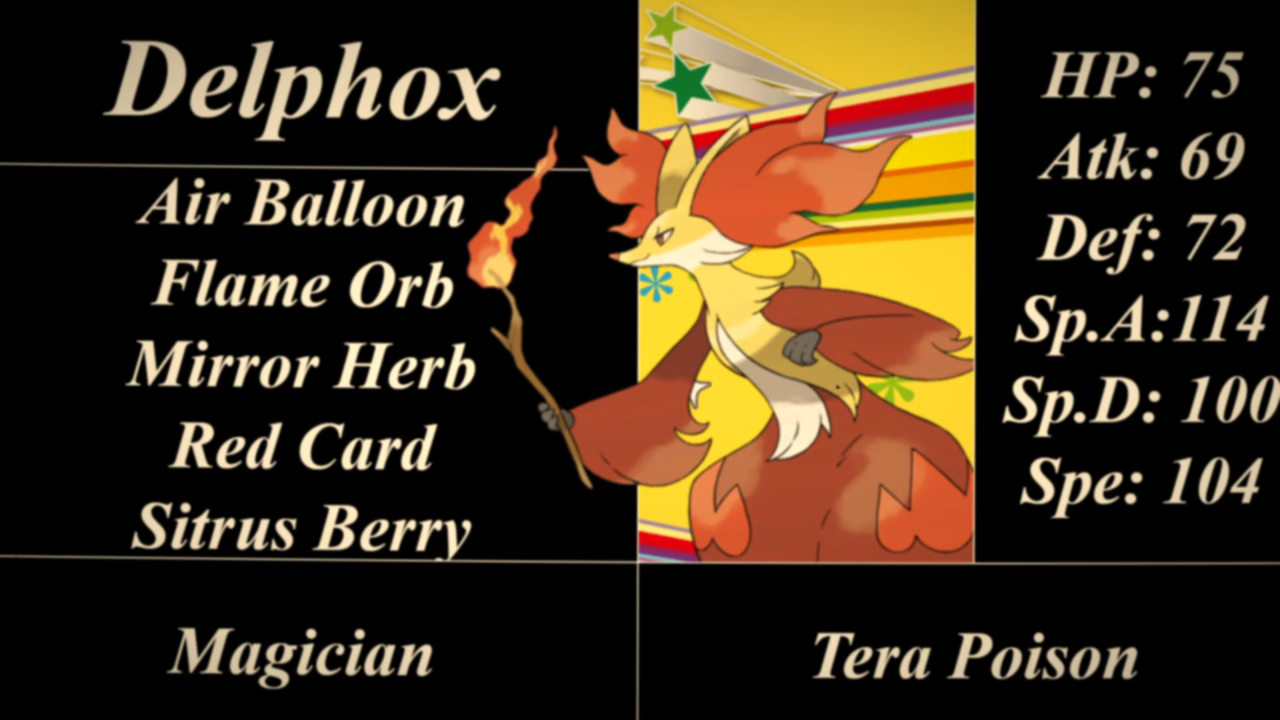 Delphox
Air Balloon
Flame Orb
Mirror Herb
Red Card
Sitrus Berry
Magician
HP: 75
Atk: 69
Def: 72
Sp.A:114
Sp.D: 100
Spe: 104
Tera Poison